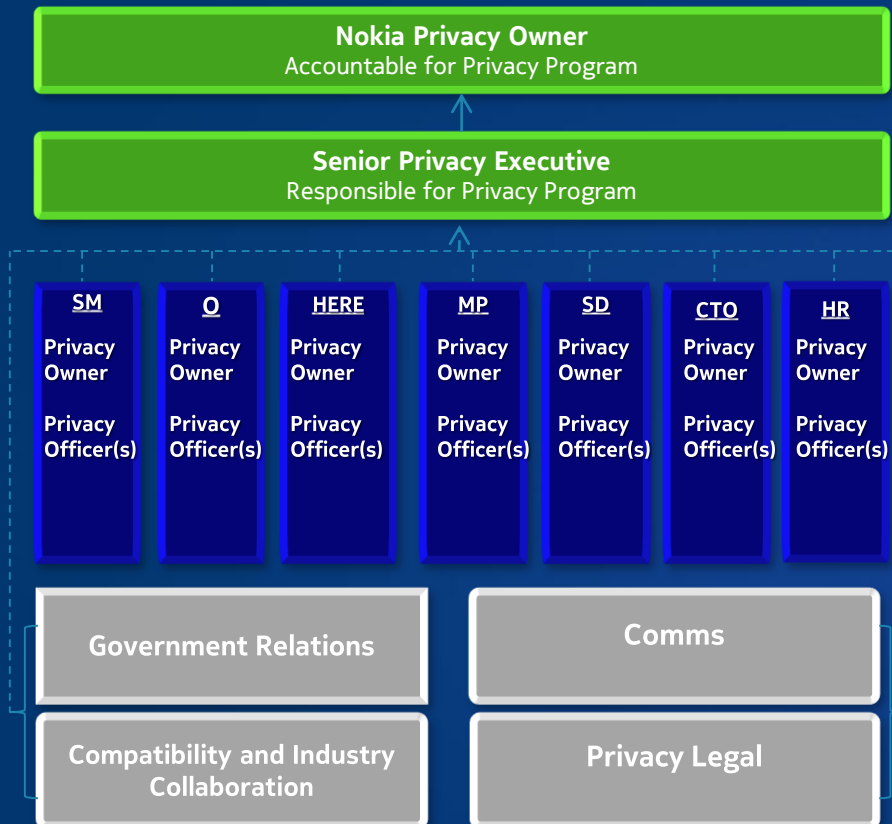 Nokia Privacy Owner
Accountable for Privacy Program
Senior Privacy Executive
Responsible for Privacy Program
SM
Privacy
Owner
Privacy
Officer(s)
O
Privacy
Owner
Privacy
Officer(s)
HERE
Privacy
Owner
Privacy
Officer(s)
MP
Privacy
Owner
Privacy
Officer(s)
SD
Privacy
Owner
Privacy
Officer(s)
CTO
Privacy
Owner
Privacy
Officer(s)
HR
Privacy
Owner
Privacy
Officer(s)
Government Relations
Comms
Compatibility and Industry
Collaboration
Privacy Legal